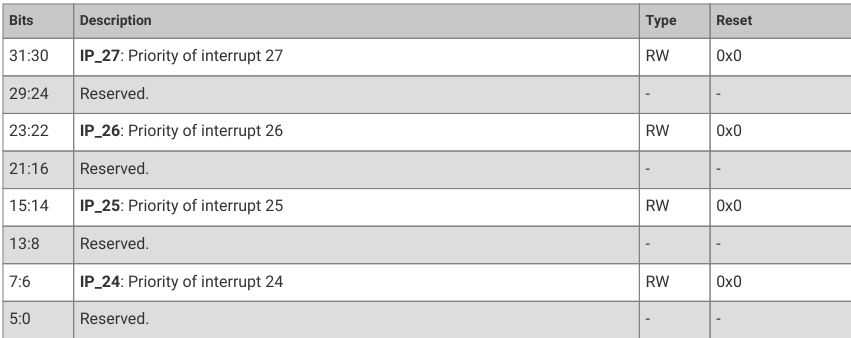 Bits Description Type Reset
31:30 IP_27: Priority of interrupt 27 RW 0x0
29:24 Reserved. - -
23:22 IP_26: Priority of interrupt 26 RW 0x0
21:16 Reserved. - -
15:14 IP_25: Priority of interrupt 25 RW 0x0
13:8 Reserved. - -
7:6 IP_24: Priority of interrupt 24 RW 0x0
5:0 Reserved. - -